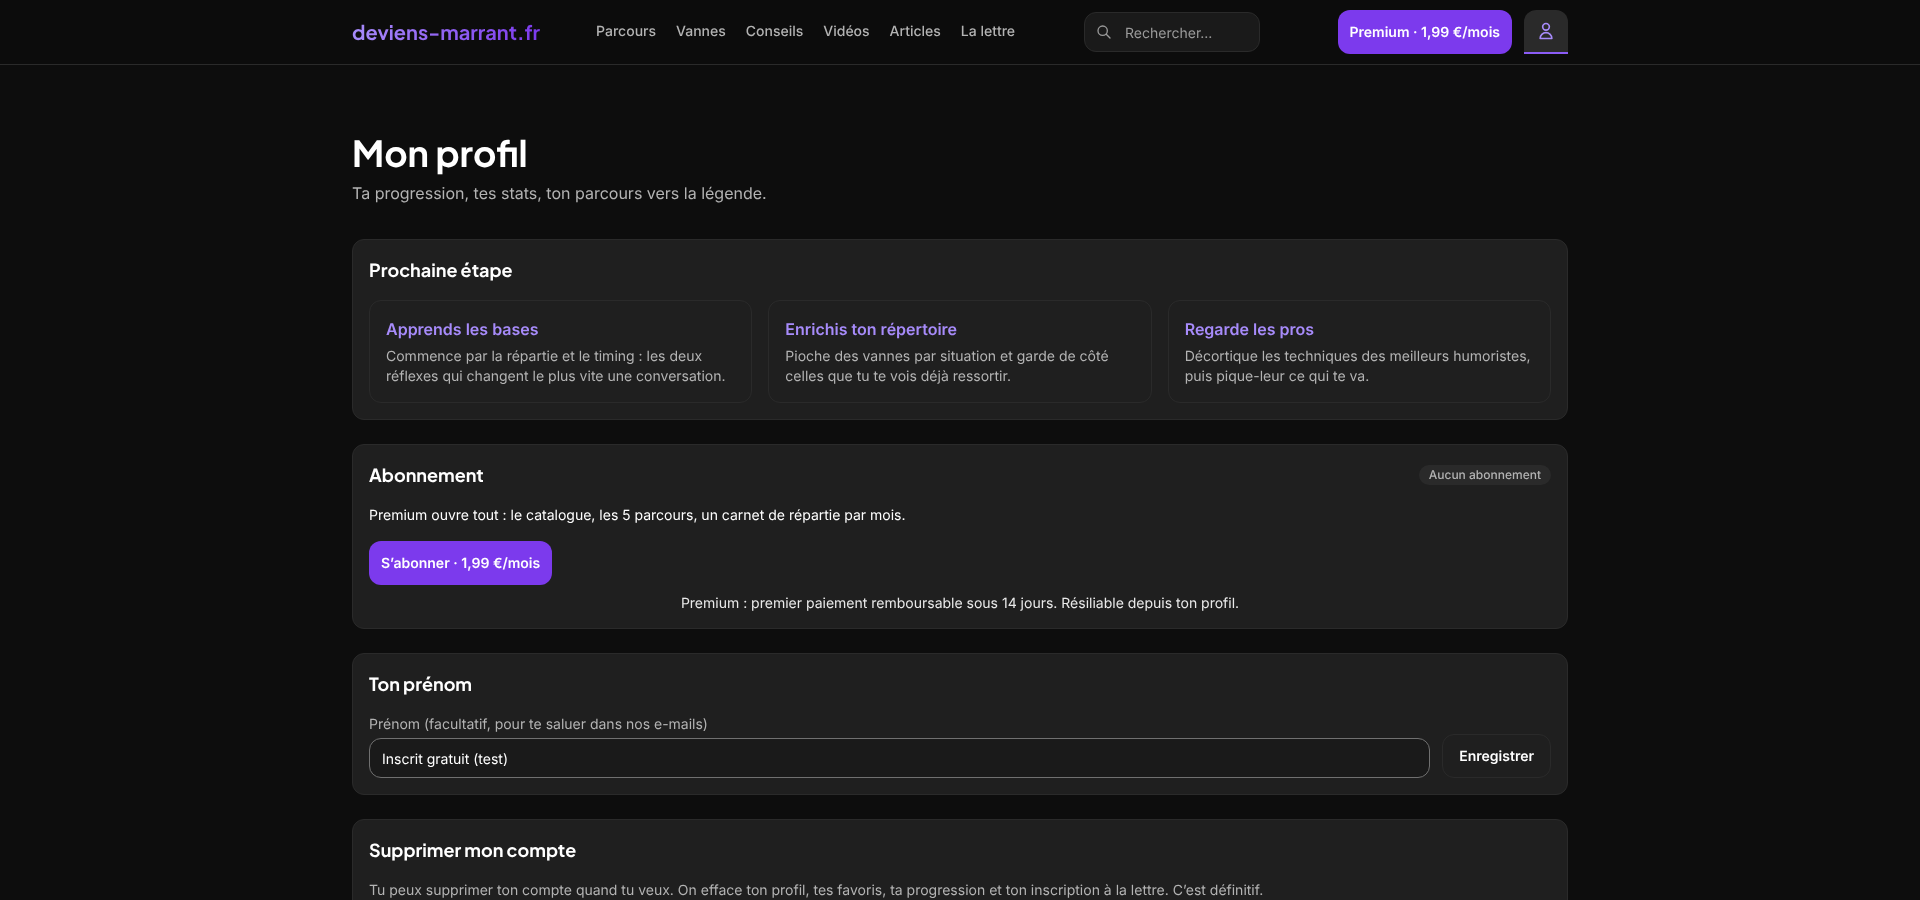 deviens-marrant.fr
Parcours
Vannes
Conseils
Vidéos
Articles
La lettre
Rechercher...
Premium · 1,99 €/mois
Mon profil
Ta progression, tes stats, ton parcours vers la légende.
Prochaine étape
Apprends les bases
Commence par la répartie et le timing : les deux
réflexes qui changent le plus vite une conversation.
Enrichis ton répertoire
Pioche des vannes par situation et garde de côté
celles que tu te vois déjà ressortir.
Regarde les pros
Décortique les techniques des meilleurs humoristes,
puis pique-leur ce qui te va.
Abonnement
Aucun abonnement
Premium ouvre tout : le catalogue, les 5 parcours, un carnet de répartie par mois.
S'abonner · 1,99 €/mois
Premium : premier paiement remboursable sous 14 jours. Résiliable depuis ton profil.
Ton prénom
Prénom (facultatif, pour te saluer dans nos e-mails)
Inscrit gratuit (test)
Enregistrer
Supprimer mon compte
Tu peux supprimer ton compte quand tu veux. On efface ton profil, tes favoris, ta progression et ton inscription à la lettre. C'est définitif.